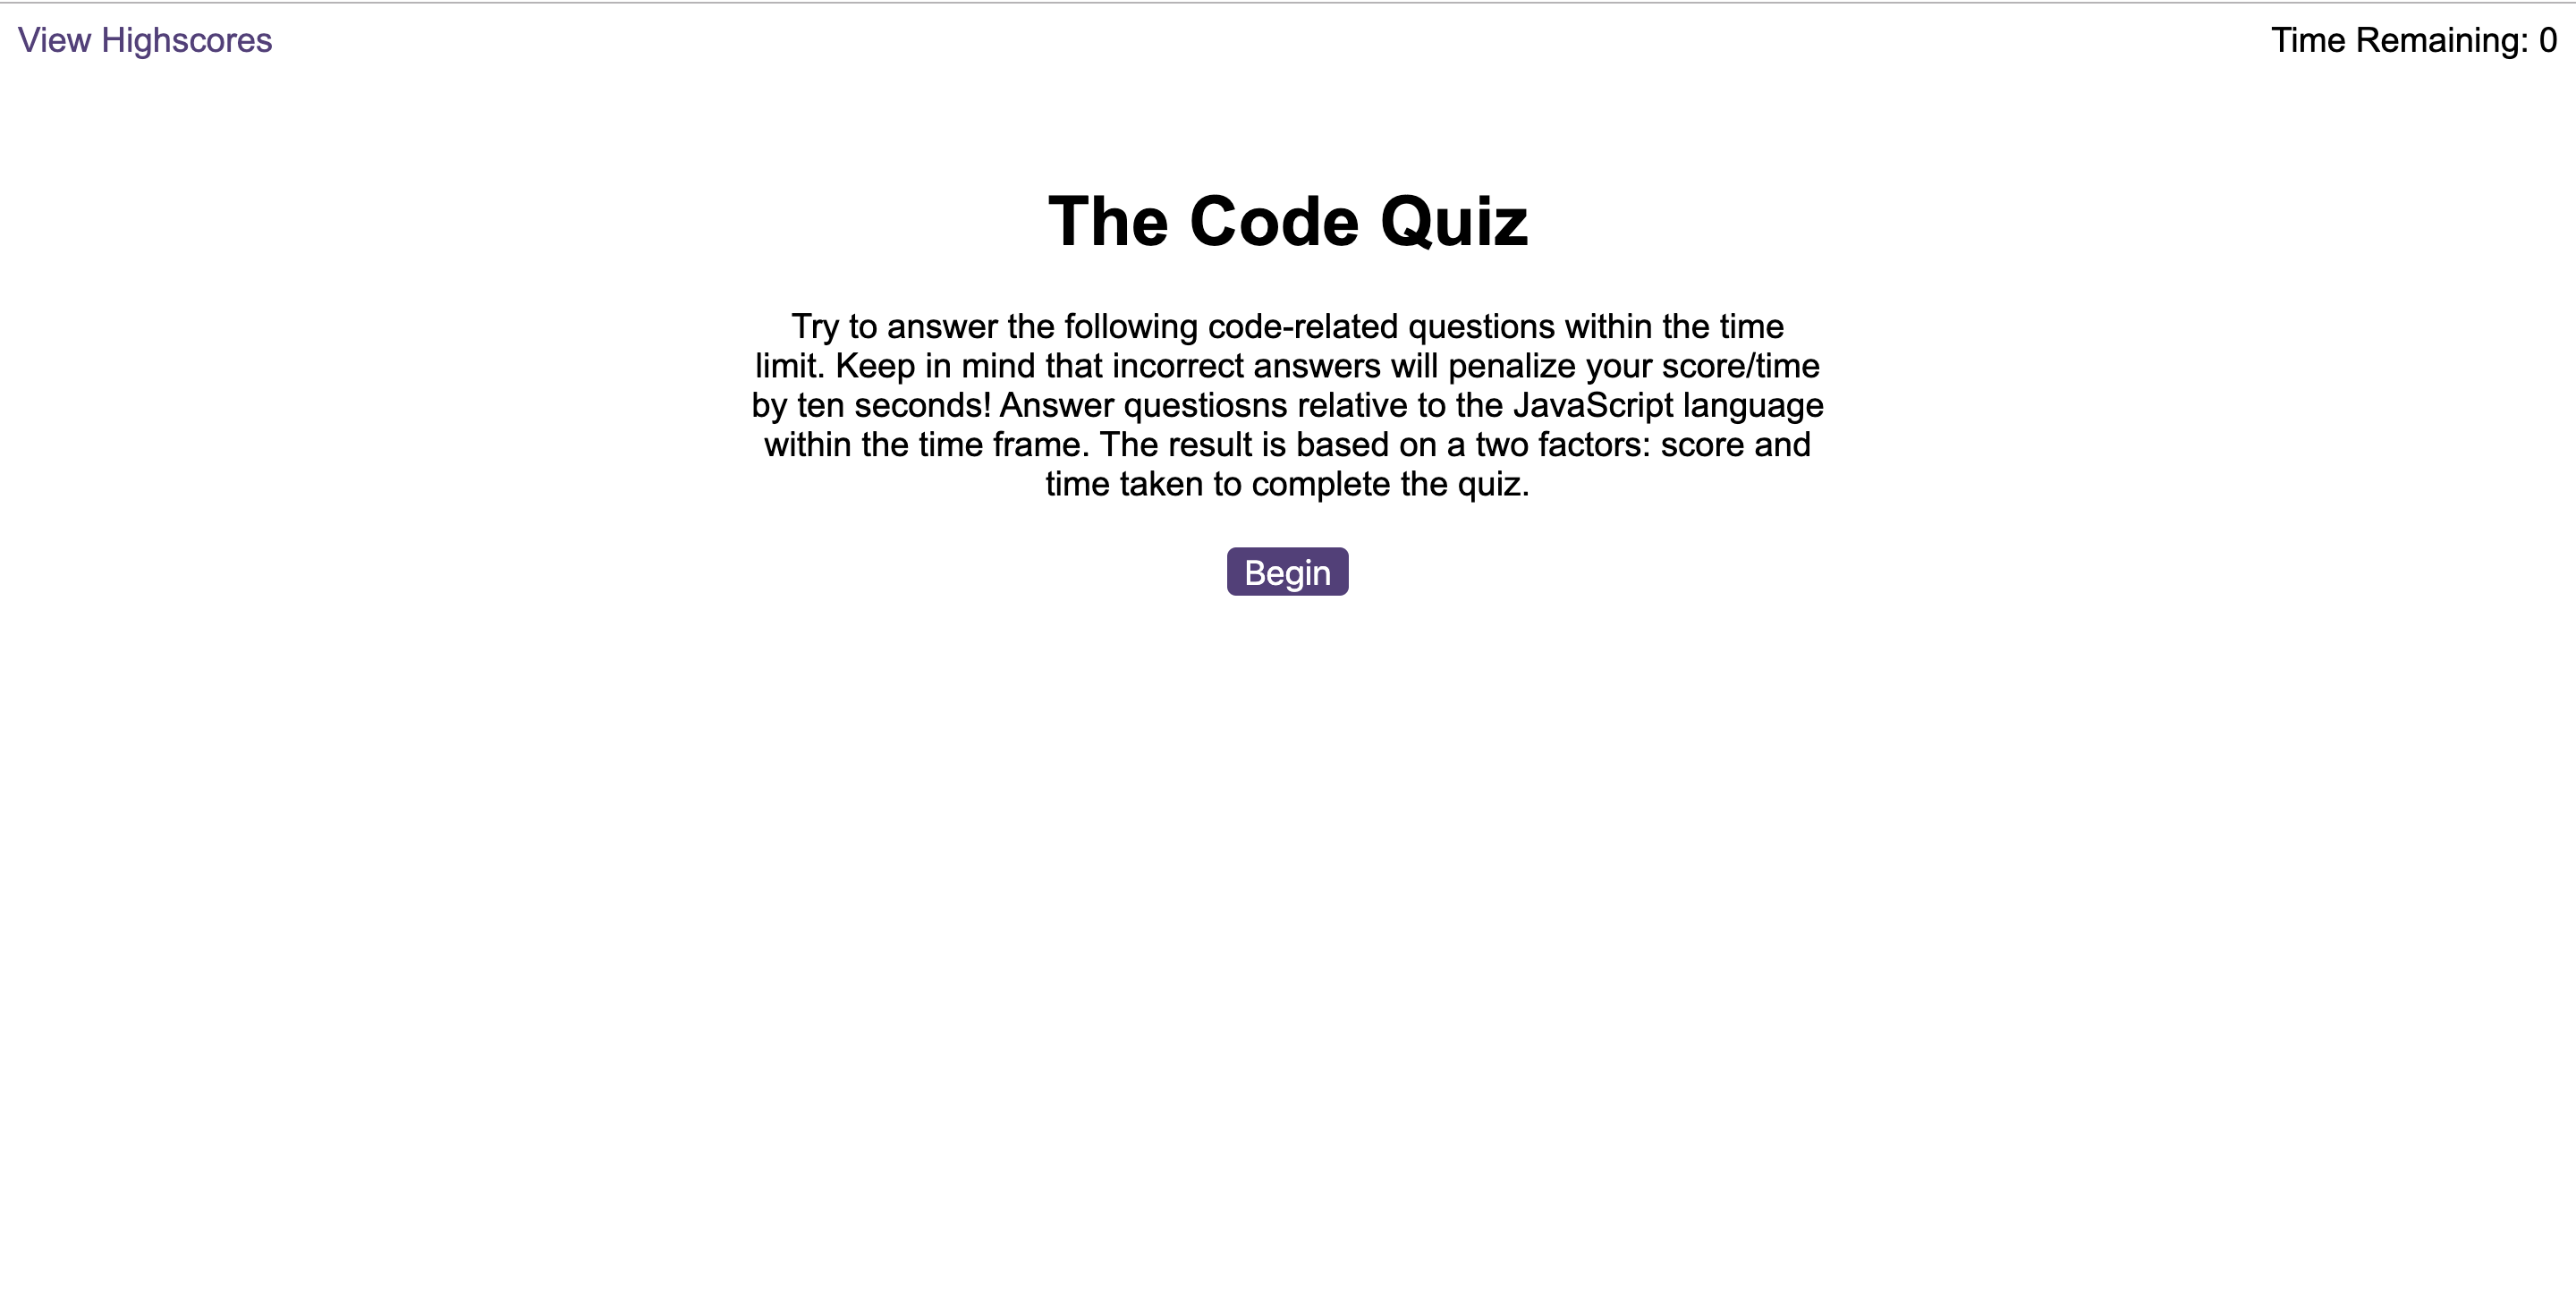 View Highscores
Time Remaining: 0
The Code Quiz
Try to answer the following code-related questions within the time
limit. Keep in mind that incorrect answers will penalize your score/time
by ten seconds! Answer questiosns relative to the JavaScript language
within the time frame. The result is based on a two factors: score and
time taken to complete the quiz.
Begin